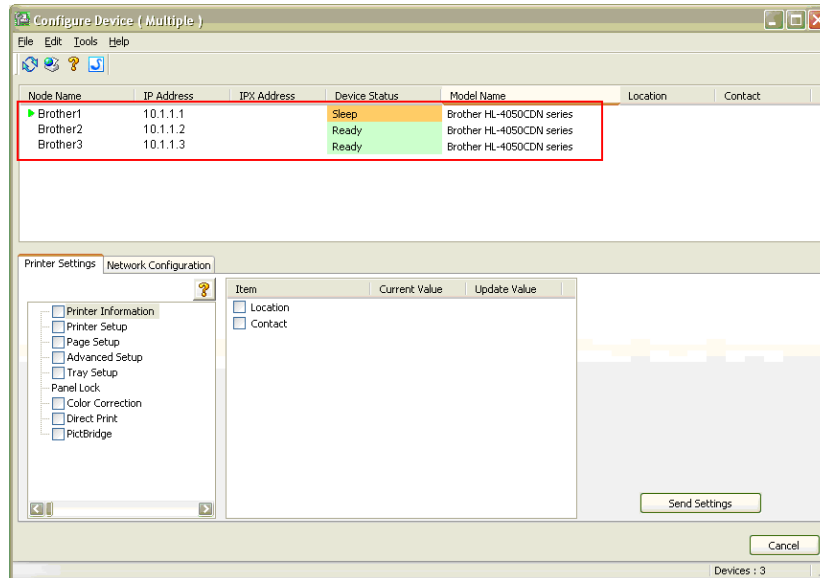 Configure Device ( Multiple )
File Edit Tools Help
Node Name IP Address IPX Address Device Status Model Name Location Contact
Brother1 10.1.1.1 Sleep Brother HL-4050CDN series
Brother2 10.1.1.2 Ready Brother HL-4050CDN series
Brother3 10.1.1.3 Ready Brother HL-4050CDN series
Printer Settings Network Configuration
Item Current Value Update Value
Printer Information
Printer Setup
Page Setup
Advanced Setup
Tray Setup
Panel Lock
Color Correction
Direct Print
PictBridge
Location
Contact
Send Settings
Cancel
Devices : 3